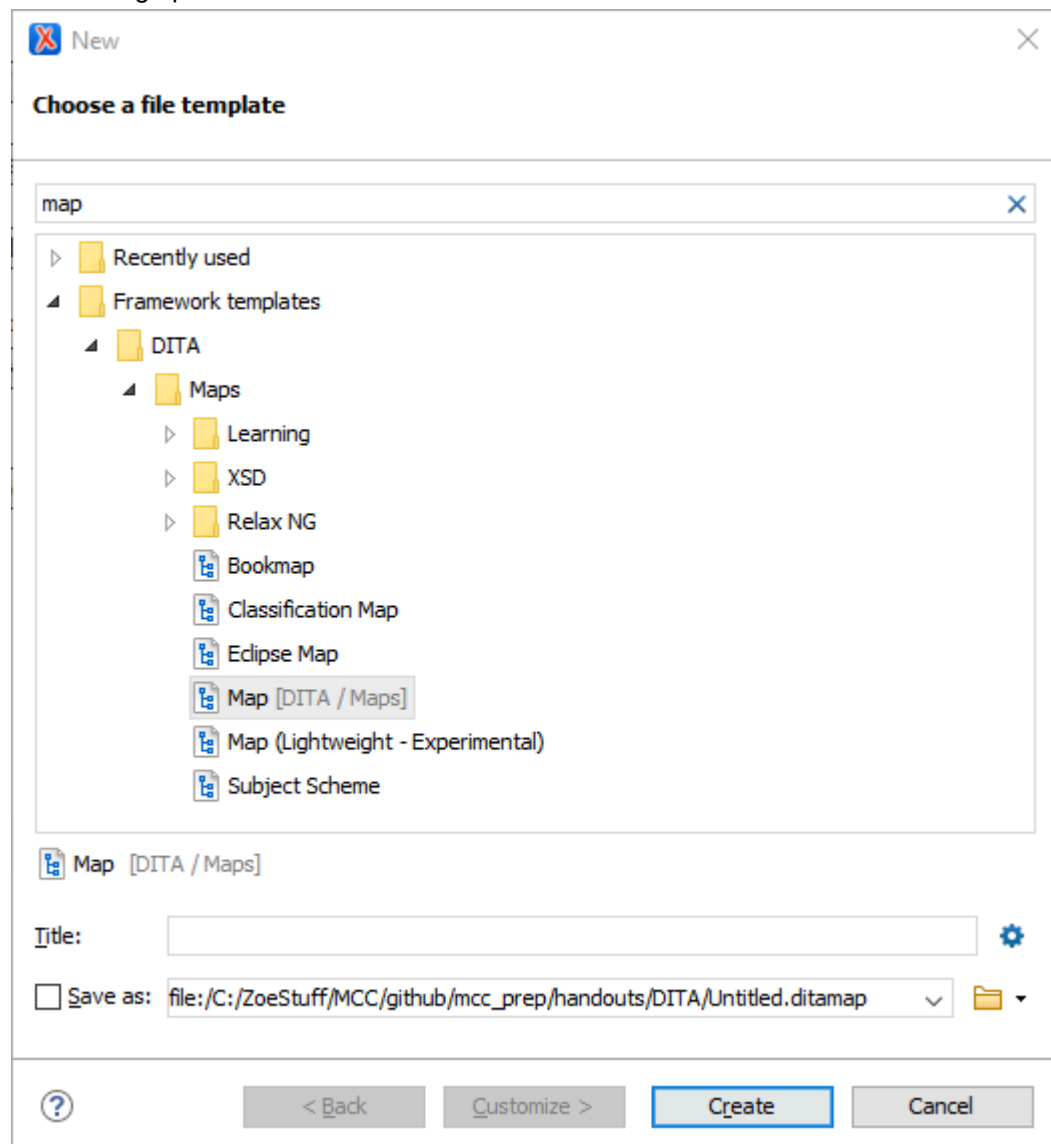 New
Choose a file template
map
Recently used
Framework templates
DITA
Maps
Learning
XSD
Relax NG
Bookmap
Classification Map
Eclipse Map
Map [DITA / Maps]
Map (Lightweight - Experimental)
Subject Scheme
Map [DITA / Maps]
Title:
Save as: file:/C:/ZoeStuff/MCC/github/mcc_prep/handouts/DITA/Untitled.ditamap
? < Back Customize > Create Cancel